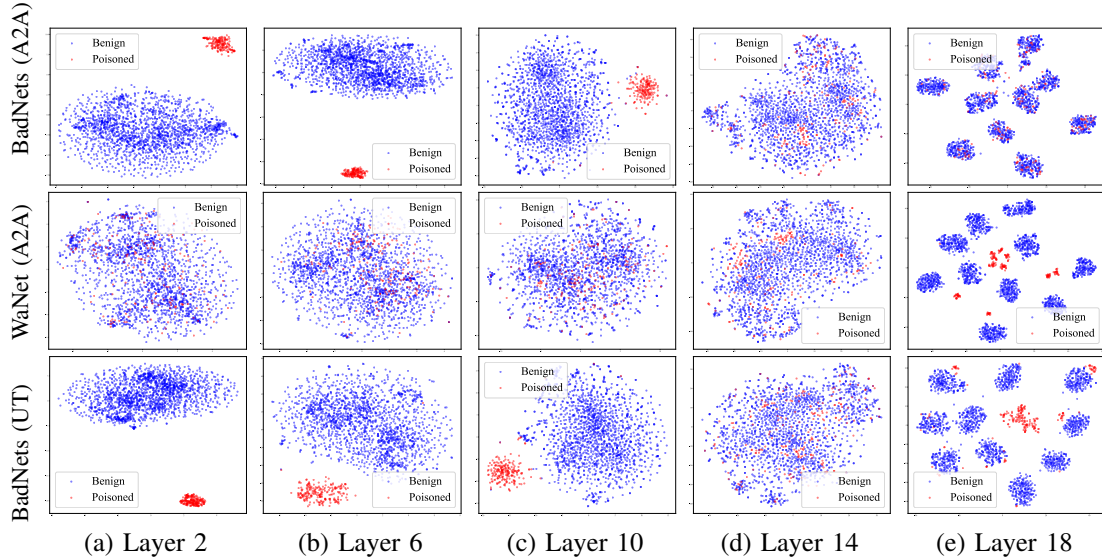 BadNets (A2A)
Benign
Poisoned
Benign
Poisoned
Benign
Poisoned
Benign
Poisoned
Benign
Poisoned
WaNet (A2A)
Benign
Poisoned
Benign
Poisoned
Benign
Poisoned
Benign
Poisoned
Benign
Poisoned
BadNets (UT)
Benign
Poisoned
Benign
Poisoned
Benign
Poisoned
Benign
Poisoned
Benign
Poisoned
(a) Layer 2
(b) Layer 6
(c) Layer 10
(d) Layer 14
(e) Layer 18